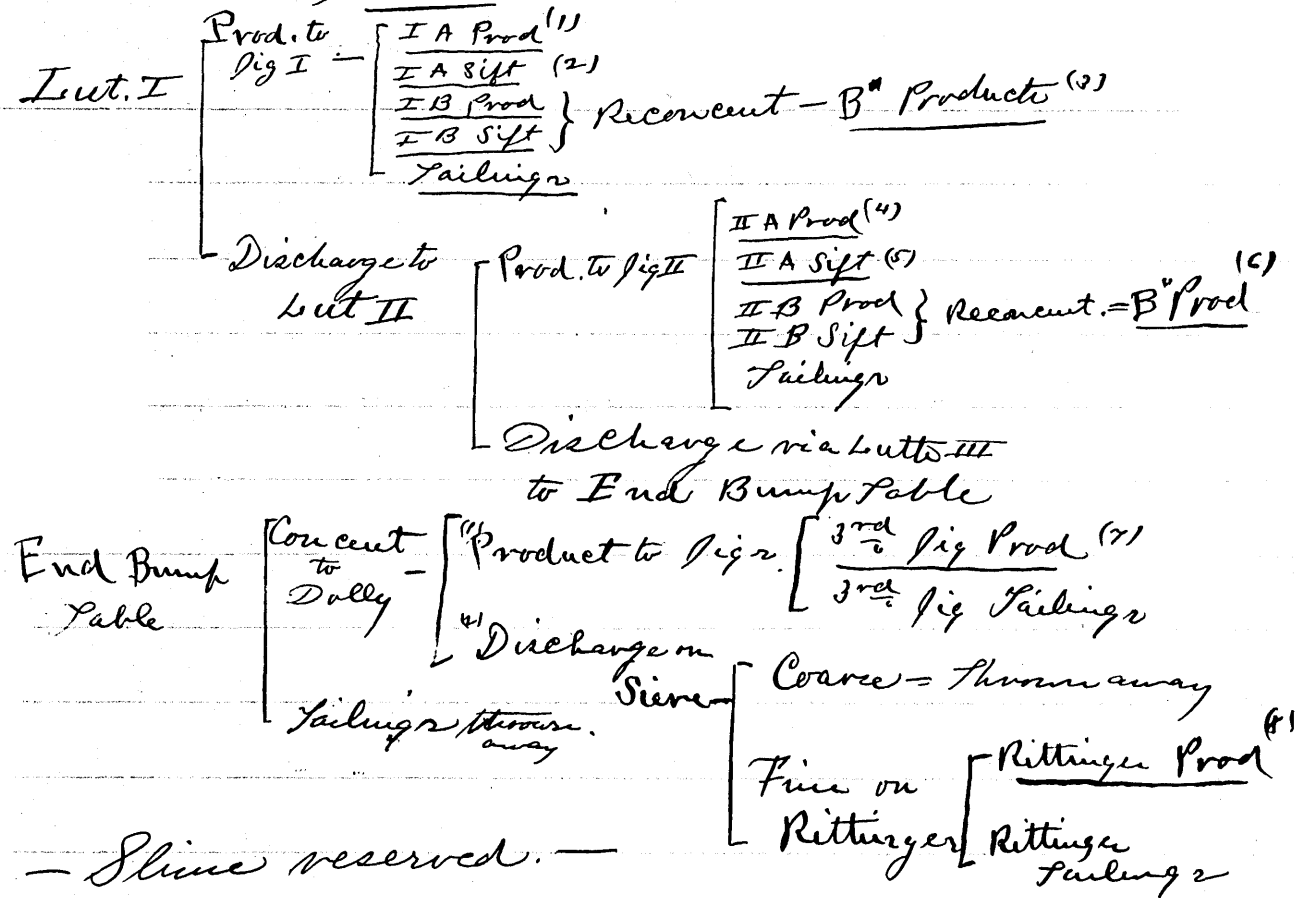 Lut. I
Prod. to
Jig I —
I A Prod (1)
I A Sift (2)
I B Prod
I B Sift
} Reconcent — B" Products (3)
Tailings
Discharge to
Lut II
Prod. to Jig II
II A Prod (4)
II A Sift (5)
II B Prod
II B Sift
} Reconcent. = B" Prod (6)
Tailings
Discharge via Lutte III
to End Bump Table
End Bump
Table
Concent
to
Dolly —
(1) Product to Jigs.
3rd Jig Prod (7)
3rd Jig Tailings
Discharge on
Sieve —
Coarse = Thrown away
Fine on
Rittinger
Rittinger Prod (8)
Rittinger
Tailings
Tailings thrown.
away
— Slime reserved. —